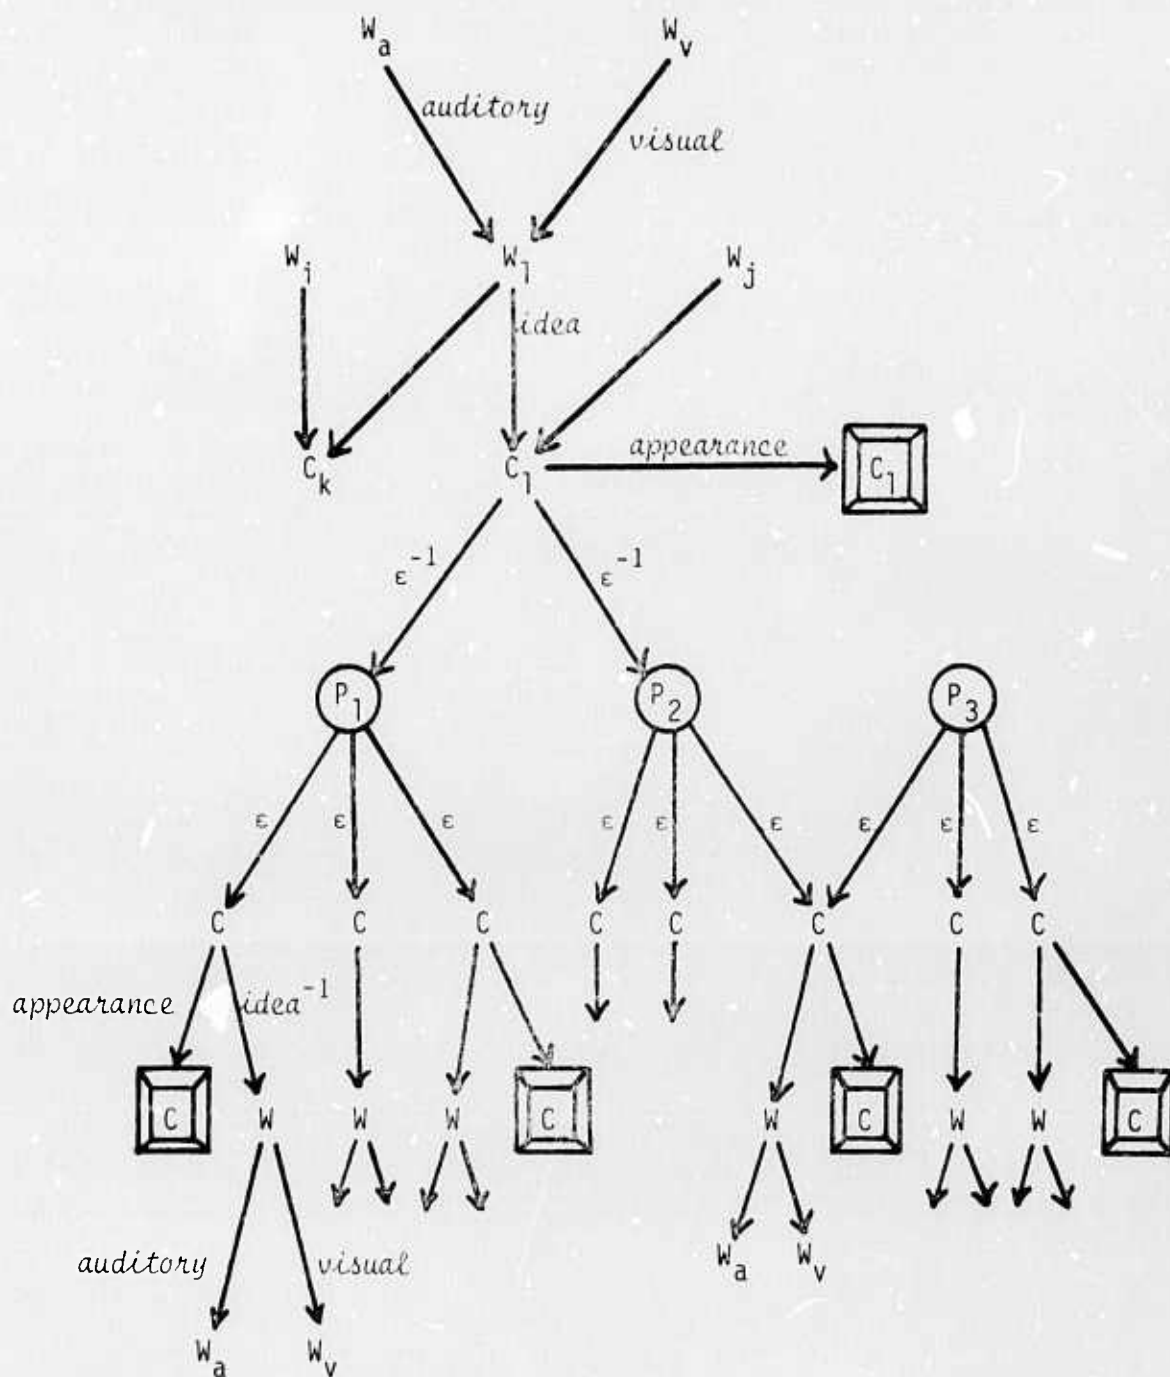 Wₐ Wᵥ
auditory
visual
Wᵢ W₁ Wⱼ
idea
appearance
Cₖ C₁ C₁
ε⁻¹ ε⁻¹
P₁ P₂ P₃
ε ε ε ε ε ε ε ε ε
C C C C C C C C
appearance idea⁻¹
C W W W C W C W W C
auditory visual
Wₐ Wᵥ
Wₐ Wᵥ